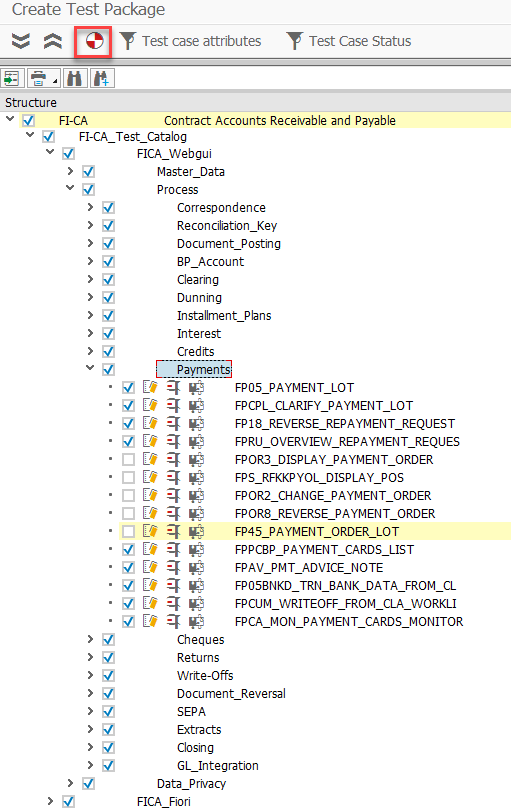 Create Test Package
Test case attributes Test Case Status
Structure
FI-CA Contract Accounts Receivable and Payable
FI-CA_Test_Catalog
FICA_Webgui
Master_Data
Process
Correspondence
Reconciliation_Key
Document_Posting
BP_Account
Clearing
Dunning
Installment_Plans
Interest
Credits
Payments
FP05_PAYMENT_LOT
FPCPL_CLARIFY_PAYMENT_LOT
FP18_REVERSE_REPAYMENT_REQUEST
FPRU_OVERVIEW_REPAYMENT_REQUES
FPOR3_DISPLAY_PAYMENT_ORDER
FPS_RFKKPYOL_DISPLAY_POS
FPOR2_CHANGE_PAYMENT_ORDER
FPOR8_REVERSE_PAYMENT_ORDER
FP45_PAYMENT_ORDER_LOT
FPPCBP_PAYMENT_CARDS_LIST
FPAV_PMT_ADVICE_NOTE
FP05BNKD_TRN_BANK_DATA_FROM_CL
FPCUM_WRITEOFF_FROM_CLA_WORKLI
FPCA_MON_PAYMENT_CARDS_MONITOR
Cheques
Returns
Write-Offs
Document_Reversal
SEPA
Extracts
Closing
GL_Integration
Data_Privacy
FICA_Fiori